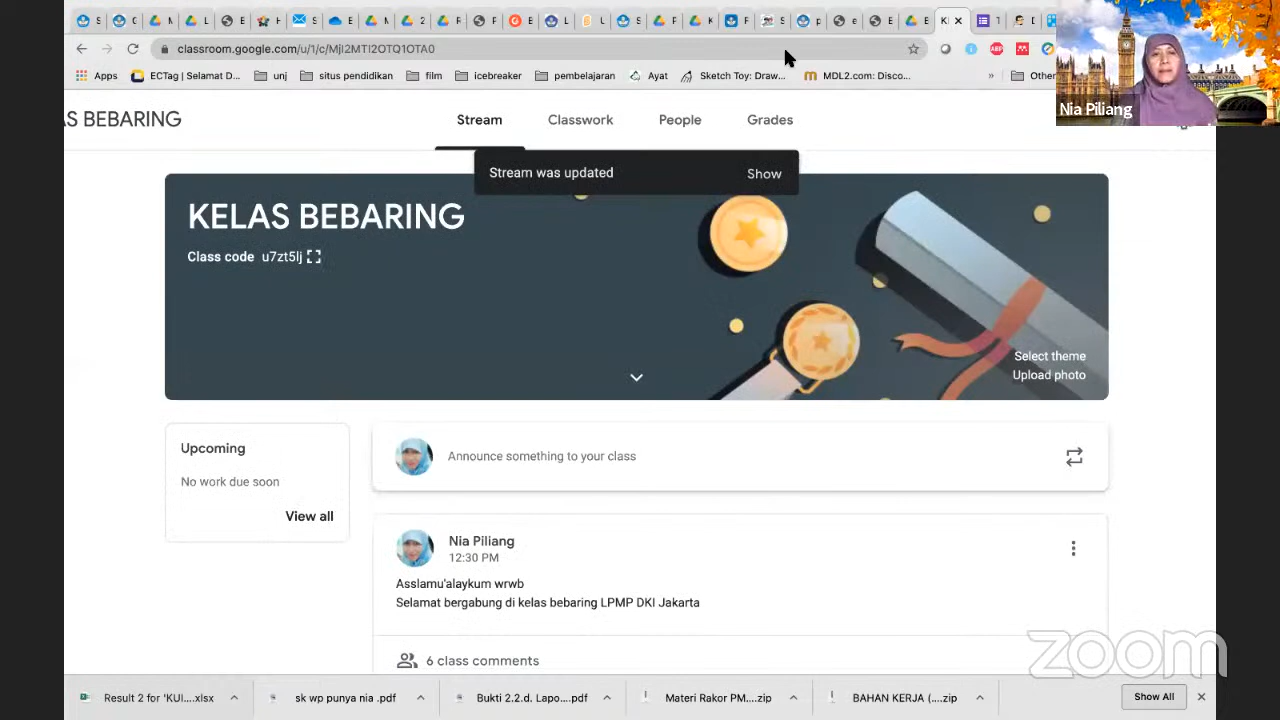 classroom.google.com/u/1/c/MjI2MTI2OTQ1OTA0
Apps
ECTag | Selamat D...
unj
situs pendidikan
film
icebreaker
pembelajaran
Ayat
Sketch Toy: Draw...
MDL2.com: Disco...
»
Other
Nia Piliang
AS BEBARING
Stream
Classwork
People
Grades
Stream was updated
Show
KELAS BEBARING
Class code u7zt5lj
Select theme
Upload photo
Upcoming
No work due soon
View all
Announce something to your class
Nia Piliang
12:30 PM
Asslamu'alaykum wrwb
Selamat bergabung di kelas bebaring LPMP DKI Jakarta
6 class comments
zoom
Result 2 for 'KUI....xlsx
sk wp punya nia .pdf
Bukti 2.2.d. Lapo....pdf
Materi Rakor PM....zip
BAHAN KERJA (....zip
Show All